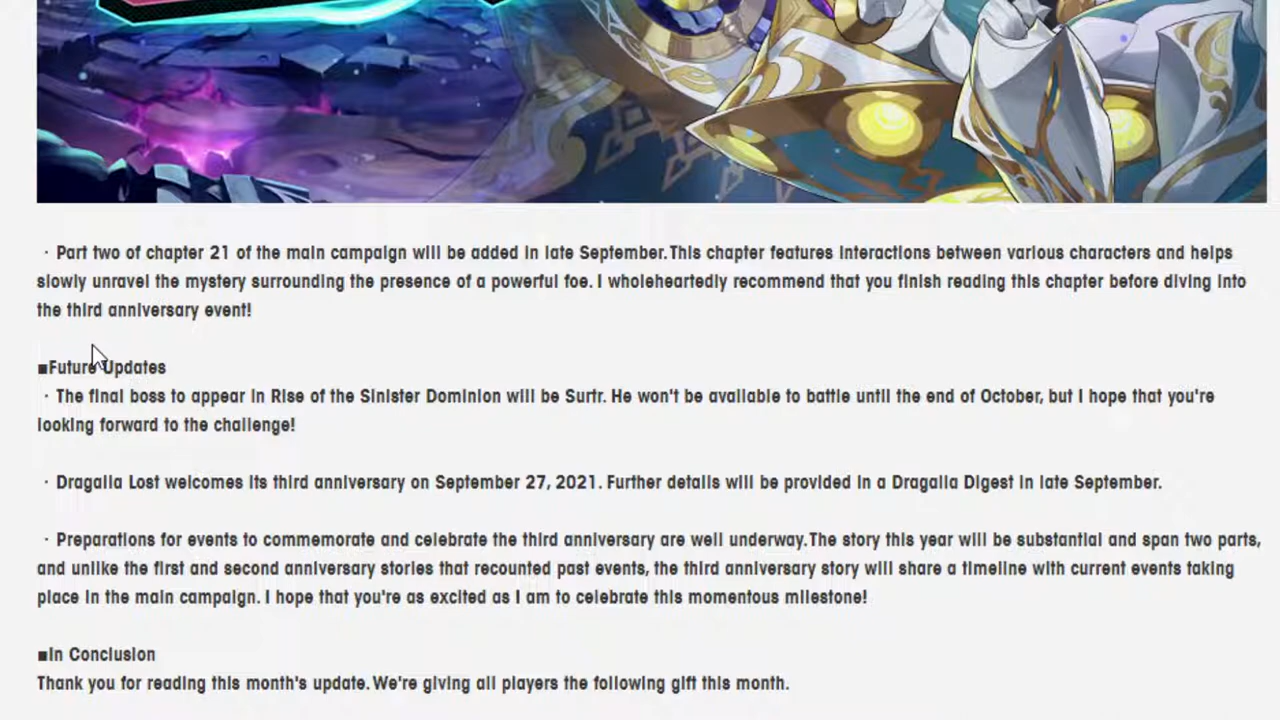 · Part two of chapter 21 of the main campaign will be added in late September.This chapter features interactions between various characters and helps
slowly unravel the mystery surrounding the presence of a powerful foe. I wholeheartedly recommend that you finish reading this chapter before diving into
the third anniversary event!
■Future Updates
· The final boss to appear in Rise of the Sinister Dominion will be Surtr. He won't be available to battle until the end of October, but I hope that you're
looking forward to the challenge!
· Dragalia Lost welcomes its third anniversary on September 27, 2021. Further details will be provided in a Dragalia Digest in late September.
· Preparations for events to commemorate and celebrate the third anniversary are well underway.The story this year will be substantial and span two parts,
and unlike the first and second anniversary stories that recounted past events, the third anniversary story will share a timeline with current events taking
place in the main campaign. I hope that you're as excited as I am to celebrate this momentous milestone!
■In Conclusion
Thank you for reading this month's update. We're giving all players the following gift this month.